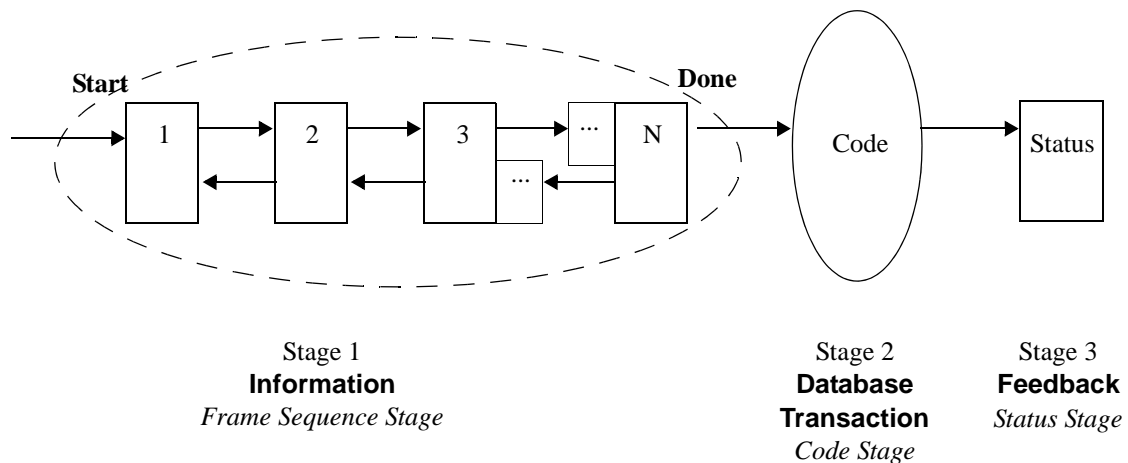 Start
Done
1
2
3
...
...
N
Code
Status
Stage 1
Information
Frame Sequence Stage
Stage 2
Database
Transaction
Code Stage
Stage 3
Feedback
Status Stage